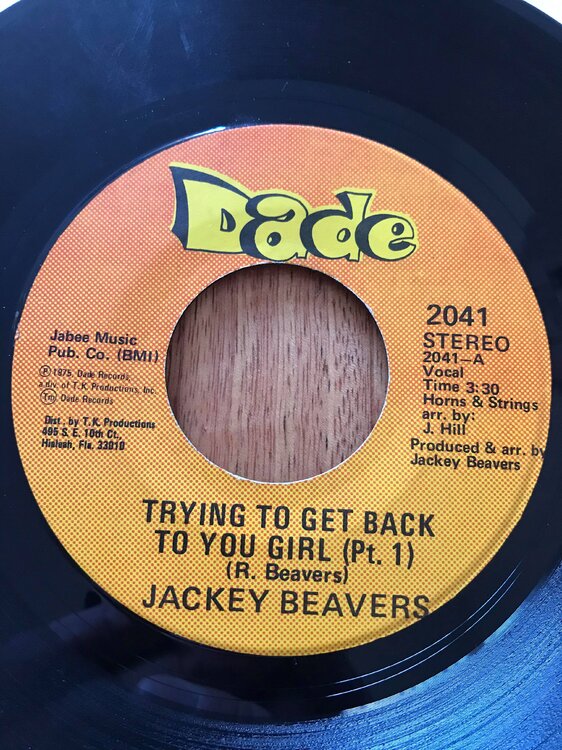 Dade
Jabee Music
Pub. Co. (BMI)
Ⓟ 1975, Dade Records,
a div. of T.K. Productions, Inc.
Tm Dade Records
Dist. by T.K. Productions
495 S.E. 10th Ct.,
Hialeah, Fla. 33010
2041
STEREO
2041-A
Vocal
Time 3:30
Horns & Strings
arr. by:
J. Hill
Produced & arr. by
Jackey Beavers
TRYING TO GET BACK
TO YOU GIRL (Pt. 1)
(R. Beavers)
JACKEY BEAVERS